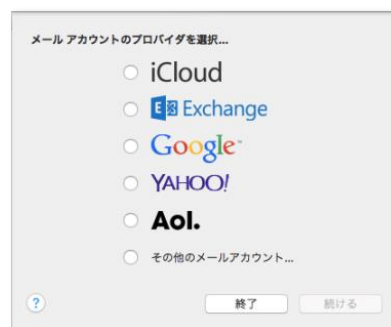 メール アカウントのプロバイダを選択...
iCloud
E Exchange
Google
YAHOO!
Aol.
その他のメールアカウント...
?
終了
続ける